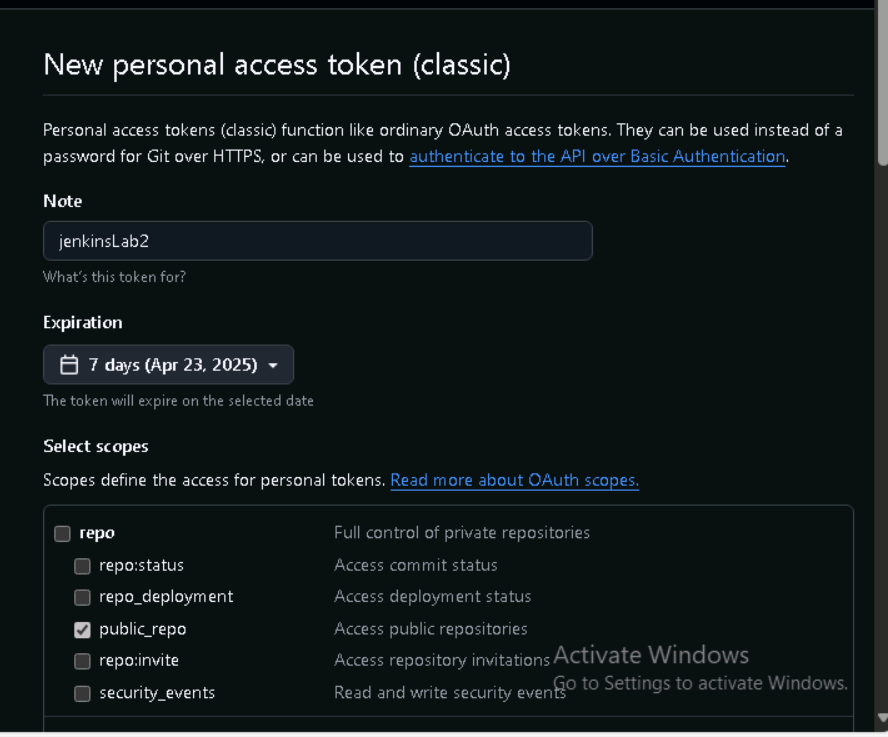 New personal access token (classic)
Personal access tokens (classic) function like ordinary OAuth access tokens. They can be used instead of a
password for Git over HTTPS, or can be used to authenticate to the API over Basic Authentication.
Note
jenkinsLab2
What's this token for?
Expiration
7 days (Apr 23, 2025)
The token will expire on the selected date
Select scopes
Scopes define the access for personal tokens. Read more about OAuth scopes.
repo Full control of private repositories
repo:status Access commit status
repo_deployment Access deployment status
public_repo Access public repositories
repo:invite Access repository invitations
security_events Read and write security events
Activate Windows
Go to Settings to activate Windows.